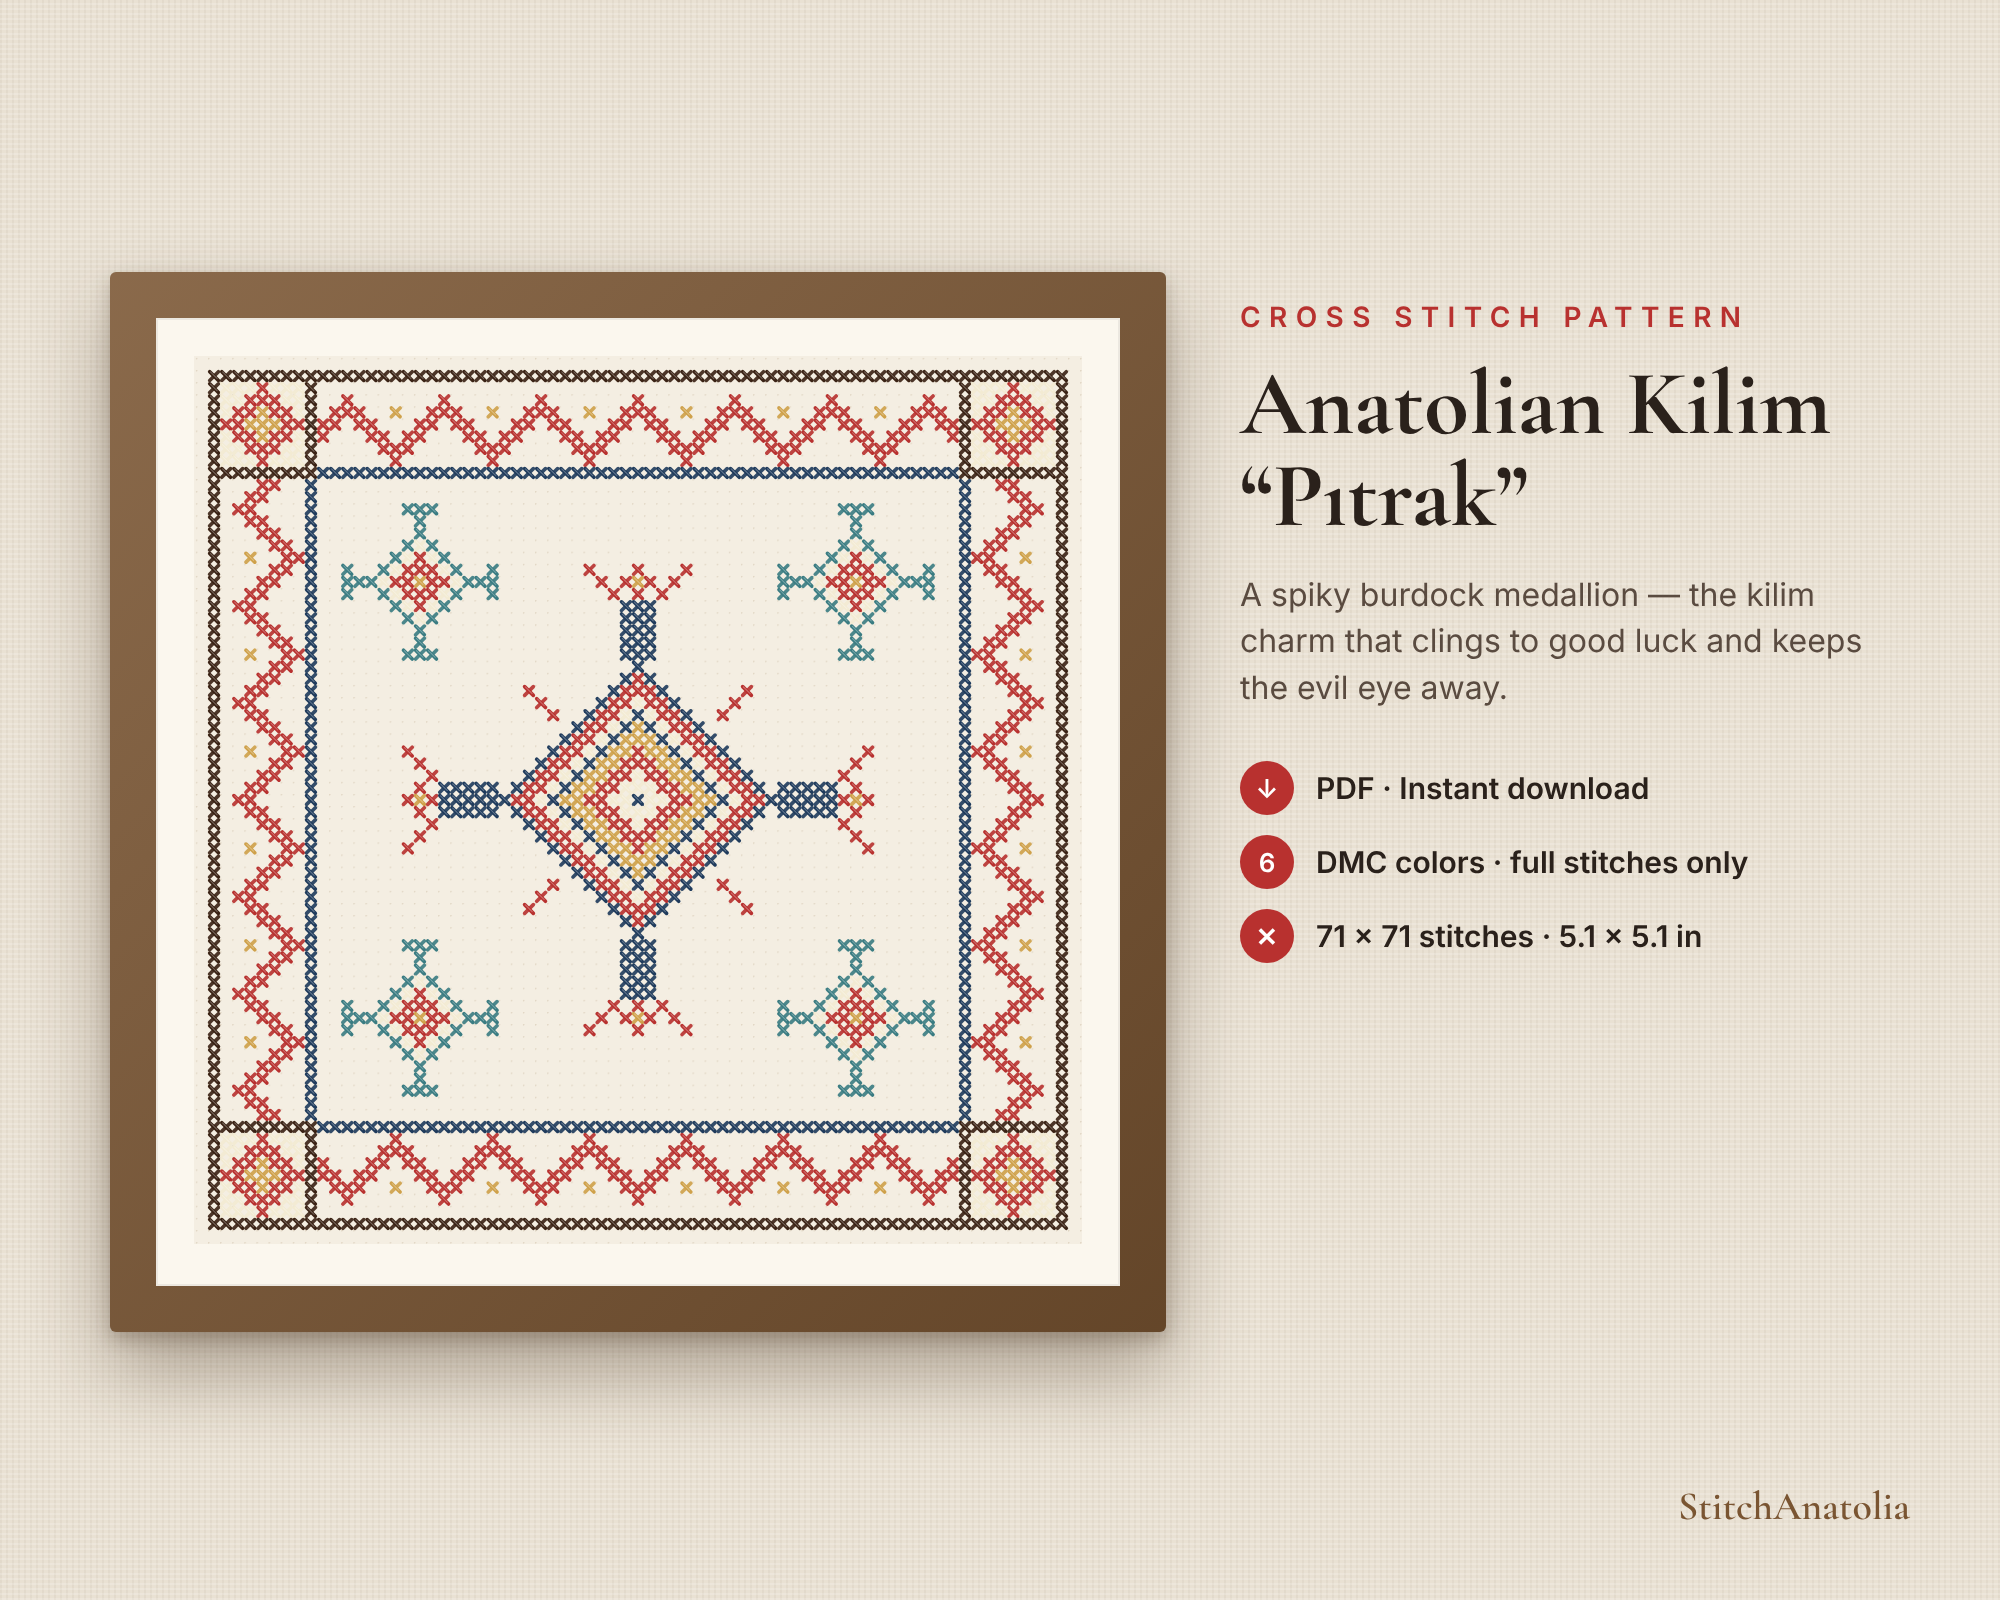 CROSS STITCH PATTERN
Anatolian Kilim
“Pıtrak”
A spiky burdock medallion — the kilim
charm that clings to good luck and keeps
the evil eye away.
PDF · Instant download
6 DMC colors · full stitches only
71 × 71 stitches · 5.1 × 5.1 in
StitchAnatolia